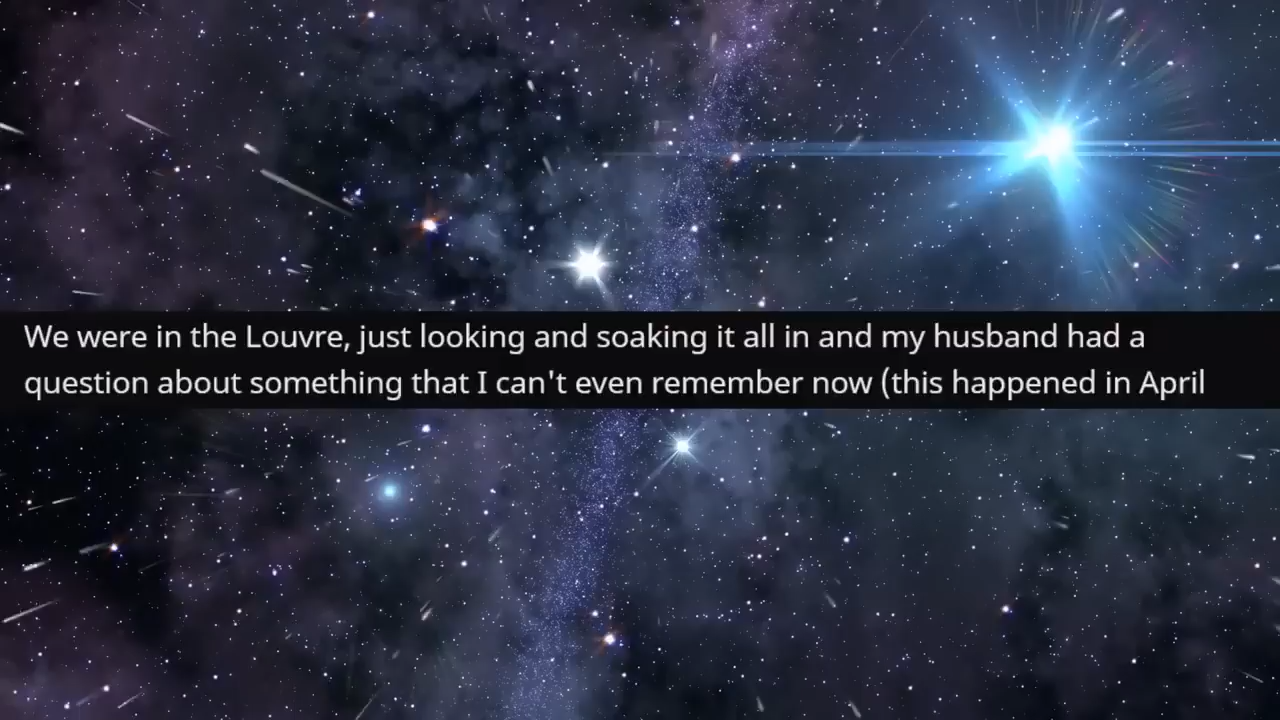 We were in the Louvre, just looking and soaking it all in and my husband had a
question about something that I can't even remember now (this happened in April